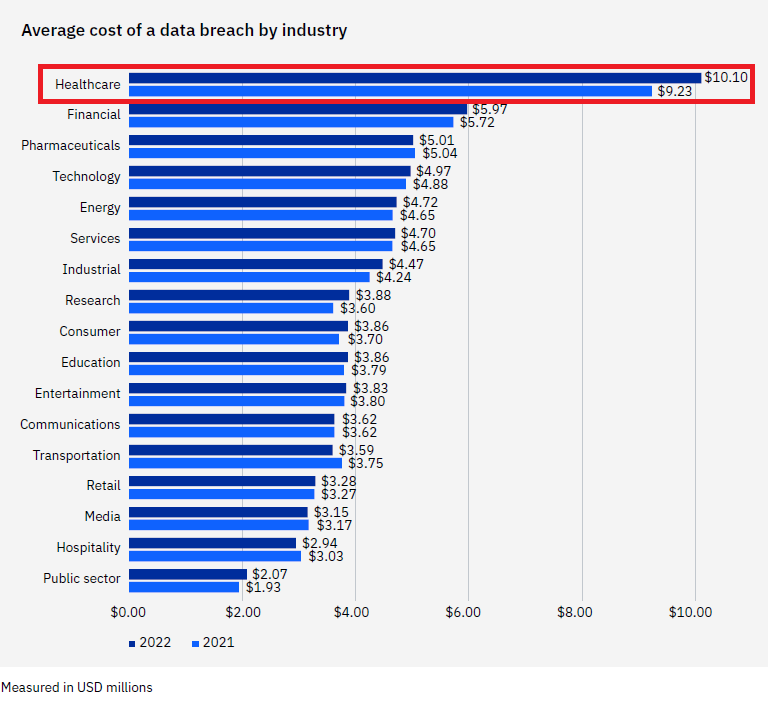 Average cost of a data breach by industry
Healthcare
$10.10
$9.23
Financial
$5.97
$5.72
Pharmaceuticals
$5.01
$5.04
Technology
$4.97
$4.88
Energy
$4.72
$4.65
Services
$4.70
$4.65
Industrial
$4.47
$4.24
Research
$3.88
$3.60
Consumer
$3.86
$3.70
Education
$3.86
$3.79
Entertainment
$3.83
$3.80
Communications
$3.62
$3.62
Transportation
$3.59
$3.75
Retail
$3.28
$3.27
Media
$3.15
$3.17
Hospitality
$2.94
$3.03
Public sector
$2.07
$1.93
$0.00 $2.00 $4.00 $6.00 $8.00 $10.00
2022 2021
Measured in USD millions